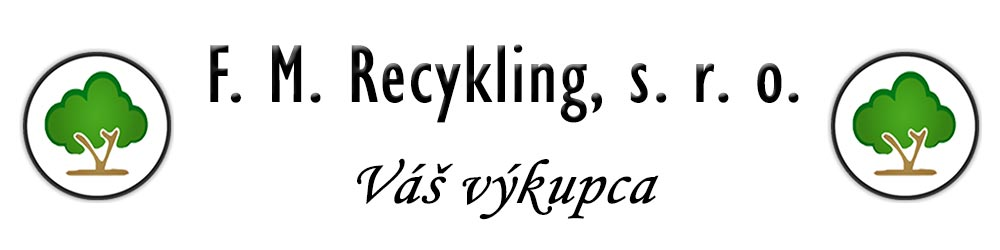 F. M. Recykling, s. r. o.
Váš výkupca